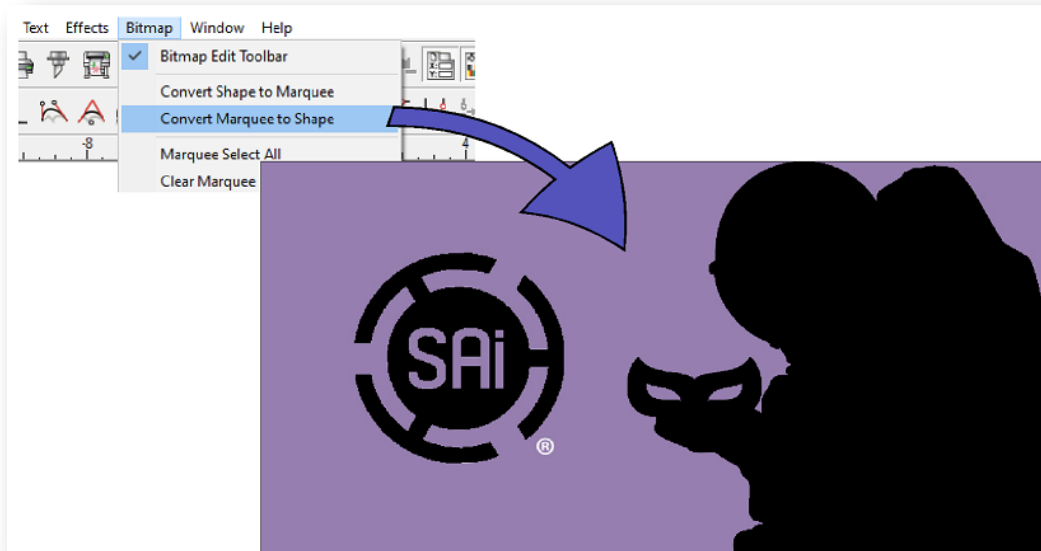 Text Effects Bitmap Window Help
Bitmap Edit Toolbar
Convert Shape to Marquee
Convert Marquee to Shape
-8
4
Marquee Select All
Clear Marquee
SAi
®